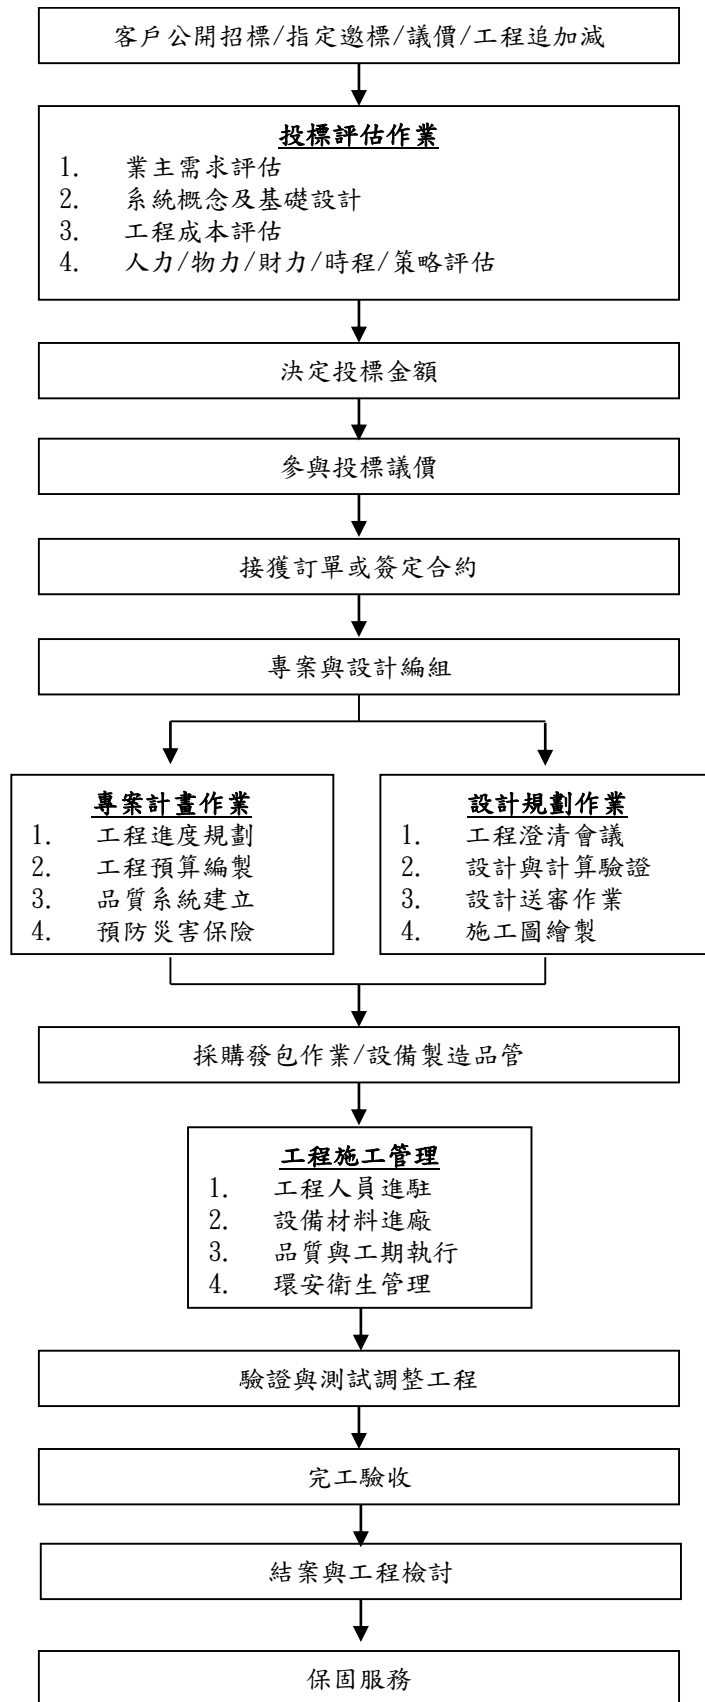 客戶公開招標/指定邀標/議價/工程追加減
投標評估作業
1. 業主需求評估
2. 系統概念及基礎設計
3. 工程成本評估
4. 人力/物力/財力/時程/策略評估
決定投標金額
參與投標議價
接獲訂單或簽定合約
專案與設計編組
專案計畫作業
1. 工程進度規劃
2. 工程預算編製
3. 品質系統建立
4. 預防災害保險
設計規劃作業
1. 工程澄清會議
2. 設計與計算驗證
3. 設計送審作業
4. 施工圖繪製
採購發包作業/設備製造品管
工程施工管理
1. 工程人員進駐
2. 設備材料進廠
3. 品質與工期執行
4. 環安衛生管理
驗證與測試調整工程
完工驗收
結案與工程檢討
保固服務